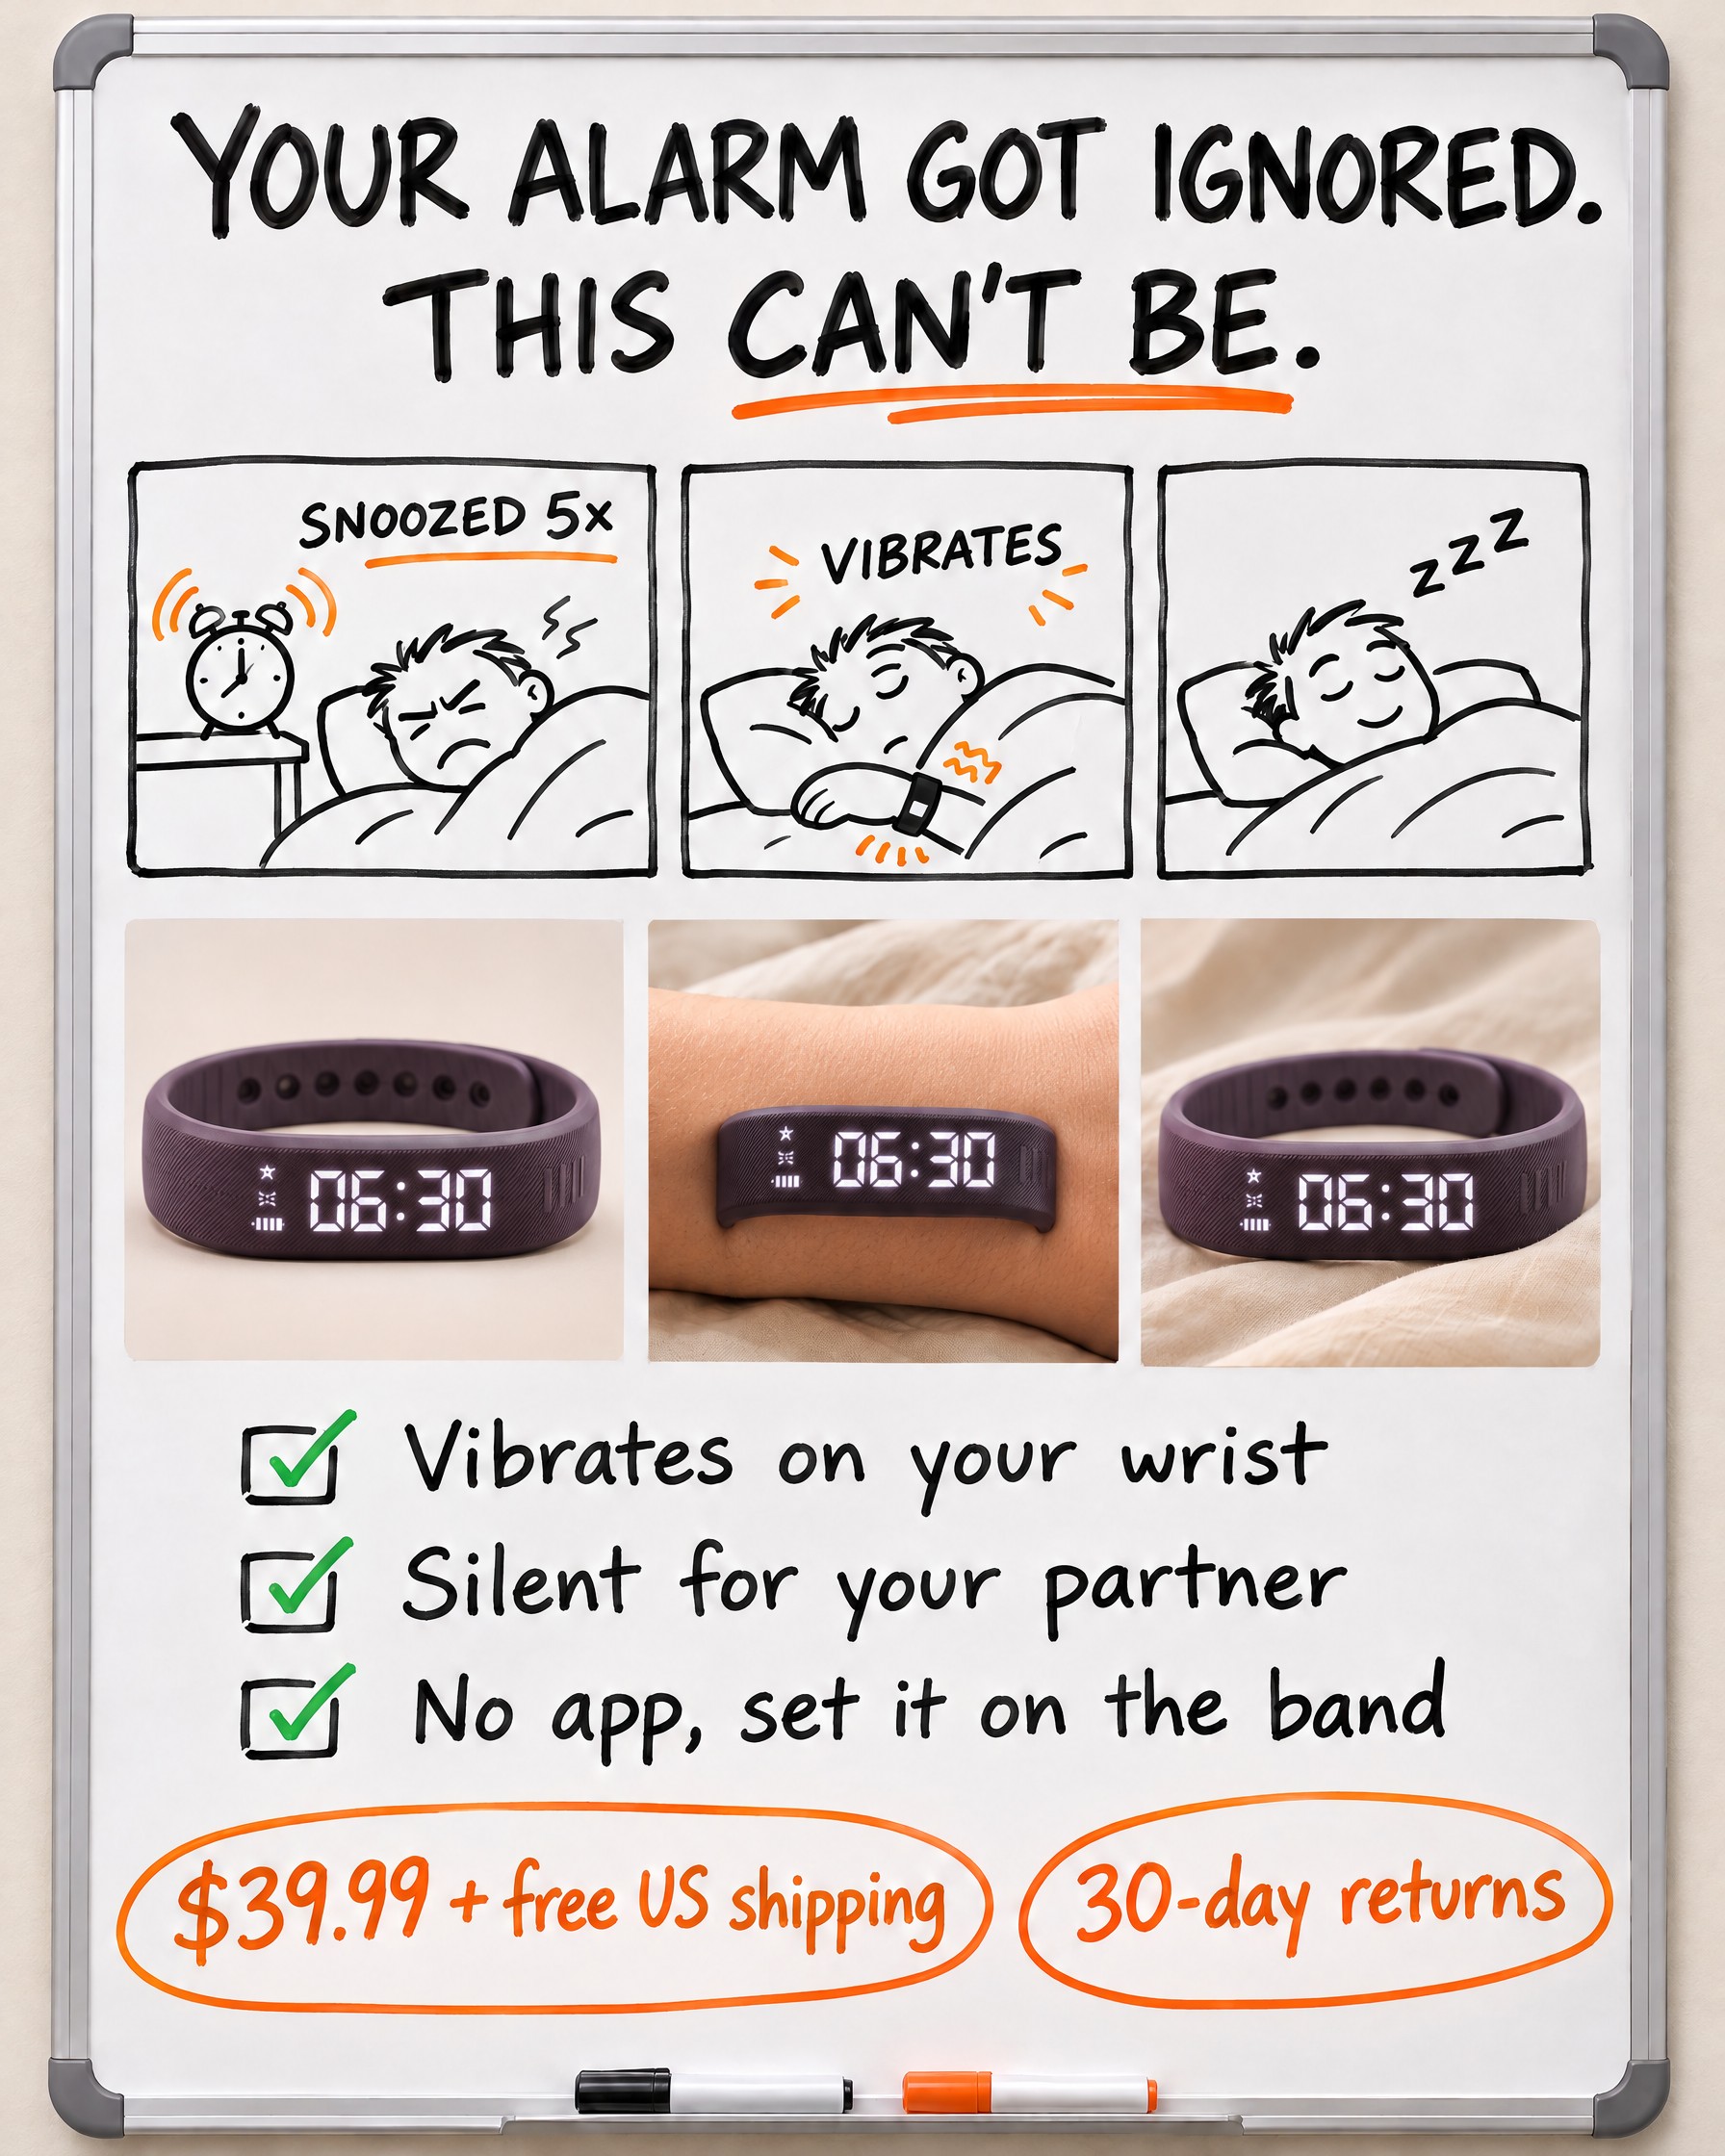 YOUR ALARM GOT IGNORED.
THIS CAN'T BE.
SNOOZED 5x
VIBRATES
z z z
06:30
06:30
06:30
Vibrates on your wrist
Silent for your partner
No app, set it on the band
$39.99 + free US shipping
30-day returns